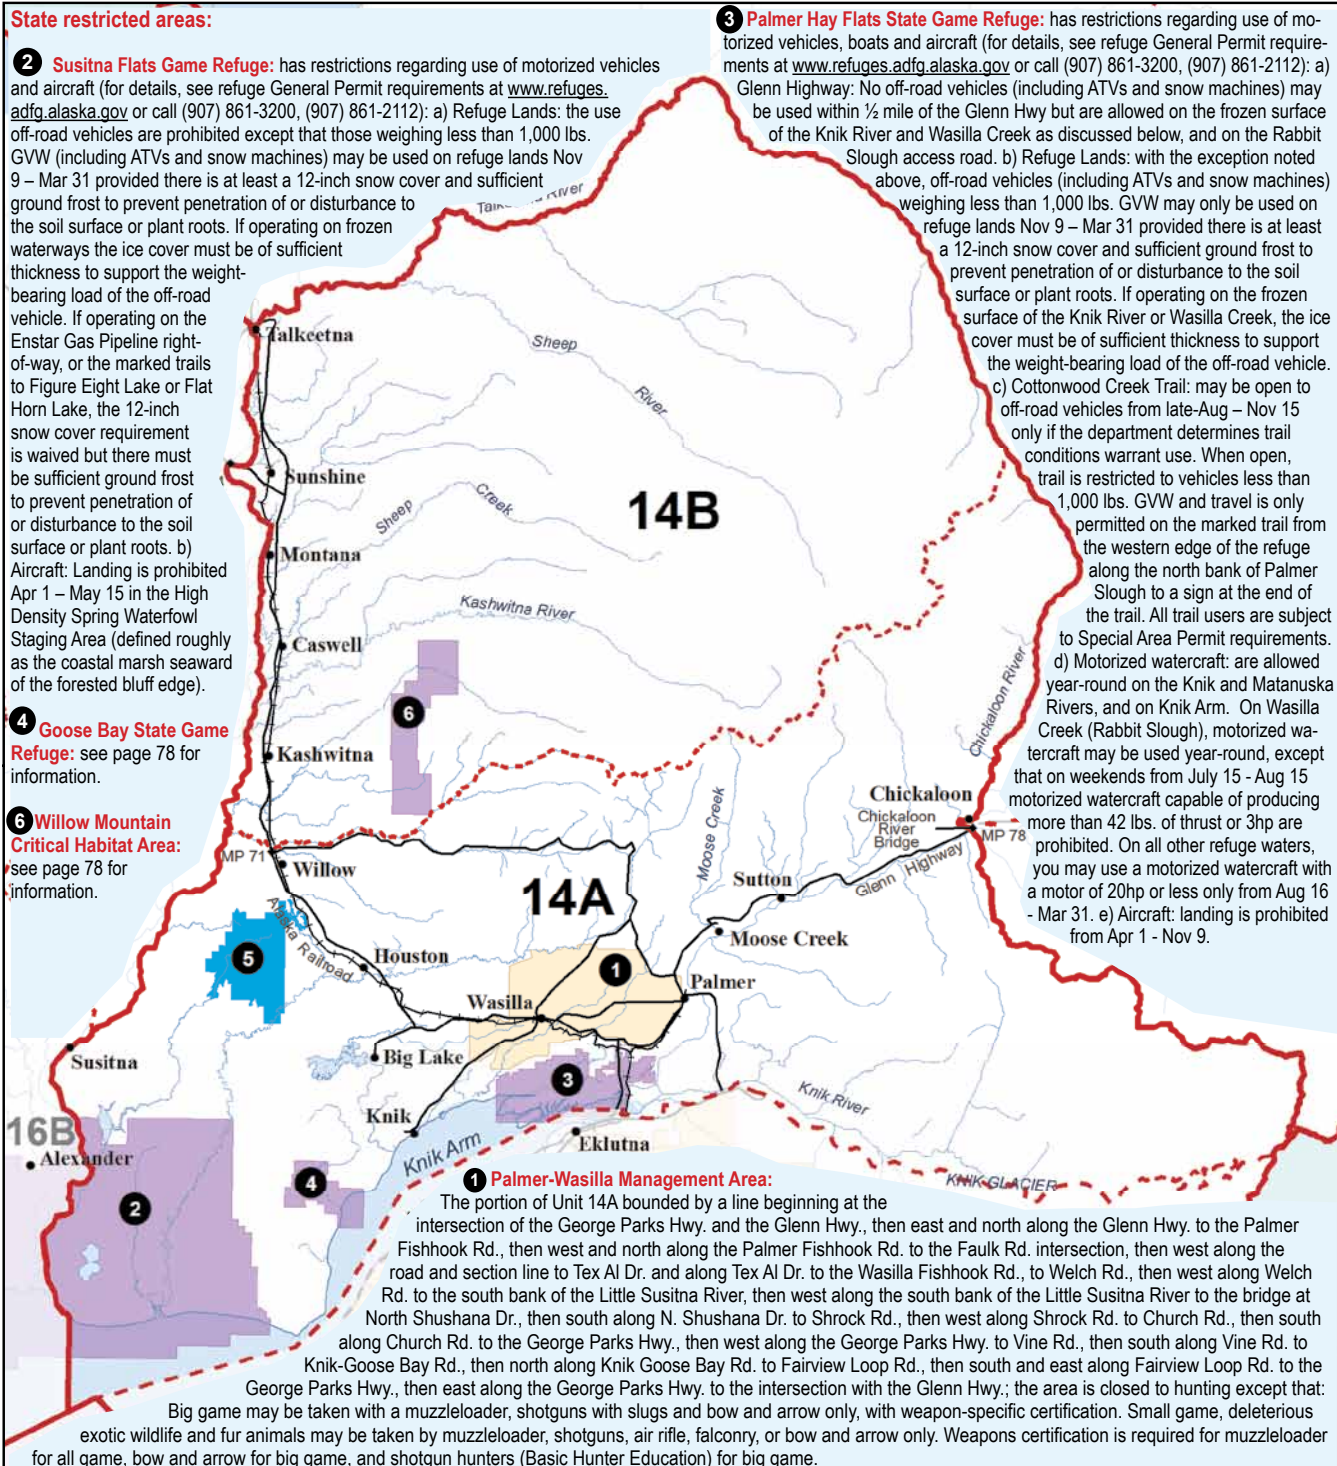 State restricted areas:
2 Susitna Flats Game Refuge: has restrictions regarding use of motorized vehicles
and aircraft (for details, see refuge General Permit requirements at www.refuges.
adfg.alaska.gov or call (907) 861-3200, (907) 861-2112): a) Refuge Lands: the use
off-road vehicles are prohibited except that those weighing less than 1,000 lbs.
GVW (including ATVs and snow machines) may be used on refuge lands Nov
9 – Mar 31 provided there is at least a 12-inch snow cover and sufficient
ground frost to prevent penetration of or disturbance to
the soil surface or plant roots. If operating on frozen
waterways the ice cover must be of sufficient
thickness to support the weight-
bearing load of the off-road
vehicle. If operating on the
Enstar Gas Pipeline right-
of-way, or the marked trails
to Figure Eight Lake or Flat
Horn Lake, the 12-inch
snow cover requirement
is waived but there must
be sufficient ground frost
to prevent penetration of
or disturbance to the soil
surface or plant roots. b)
Aircraft: Landing is prohibited
Apr 1 – May 15 in the High
Density Spring Waterfowl
Staging Area (defined roughly
as the coastal marsh seaward
of the forested bluff edge).
4 Goose Bay State Game
Refuge: see page 78 for
information.
6 Willow Mountain
Critical Habitat Area:
see page 78 for
information.
3 Palmer Hay Flats State Game Refuge: has restrictions regarding use of mo-
torized vehicles, boats and aircraft (for details, see refuge General Permit require-
ments at www.refuges.adfg.alaska.gov or call (907) 861-3200, (907) 861-2112): a)
Glenn Highway: No off-road vehicles (including ATVs and snow machines) may
be used within ½ mile of the Glenn Hwy but are allowed on the frozen surface
of the Knik River and Wasilla Creek as discussed below, and on the Rabbit
Slough access road. b) Refuge Lands: with the exception noted
above, off-road vehicles (including ATVs and snow machines)
weighing less than 1,000 lbs. GVW may only be used on
refuge lands Nov 9 – Mar 31 provided there is at least
a 12-inch snow cover and sufficient ground frost to
prevent penetration of or disturbance to the soil
surface or plant roots. If operating on the frozen
surface of the Knik River or Wasilla Creek, the ice
cover must be of sufficient thickness to support
the weight-bearing load of the off-road vehicle.
c) Cottonwood Creek Trail: may be open to
off-road vehicles from late-Aug – Nov 15
only if the department determines trail
conditions warrant use. When open,
trail is restricted to vehicles less than
1,000 lbs. GVW and travel is only
permitted on the marked trail from
the western edge of the refuge
along the north bank of Palmer
Slough to a sign at the end of
the trail. All trail users are subject
to Special Area Permit requirements.
d) Motorized watercraft: are allowed
year-round on the Knik and Matanuska
Rivers, and on Knik Arm. On Wasilla
Creek (Rabbit Slough), motorized wa-
tercraft may be used year-round, except
that on weekends from July 15 - Aug 15
motorized watercraft capable of producing
more than 42 lbs. of thrust or 3hp are
prohibited. On all other refuge waters,
you may use a motorized watercraft with
a motor of 20hp or less only from Aug 16
- Mar 31. e) Aircraft: landing is prohibited
from Apr 1 - Nov 9.
River
Talkeetna
Sheep
River
Sunshine
14B
Sheep
Creek
Montana
Kashwitna River
Caswell
6
Chickaloon River
Kashwitna
Moose Creek
Chickaloon
Chickaloon
River
Bridge
MP 78
MP 71
Willow
14A
Sutton
Glenn Highway
Alaska Railroad
5
Houston
Moose Creek
1
Wasilla
Palmer
Susitna
Big Lake
3
Knik River
Knik
Eklutna
16B
Alexander
Knik Arm
4
2
KNIK GLACIER
1 Palmer-Wasilla Management Area:
The portion of Unit 14A bounded by a line beginning at the
intersection of the George Parks Hwy. and the Glenn Hwy., then east and north along the Glenn Hwy. to the Palmer
Fishhook Rd., then west and north along the Palmer Fishhook Rd. to the Faulk Rd. intersection, then west along the
road and section line to Tex Al Dr. and along Tex Al Dr. to the Wasilla Fishhook Rd., to Welch Rd., then west along Welch
Rd. to the south bank of the Little Susitna River, then west along the south bank of the Little Susitna River to the bridge at
North Shushana Dr., then south along N. Shushana Dr. to Shrock Rd., then west along Shrock Rd. to Church Rd., then south
along Church Rd. to the George Parks Hwy., then west along the George Parks Hwy. to Vine Rd., then south along Vine Rd. to
Knik-Goose Bay Rd., then north along Knik Goose Bay Rd. to Fairview Loop Rd., then south and east along Fairview Loop Rd. to the
George Parks Hwy., then east along the George Parks Hwy. to the intersection with the Glenn Hwy.; the area is closed to hunting except that:
Big game may be taken with a muzzleloader, shotguns with slugs and bow and arrow only, with weapon-specific certification. Small game, deleterious
exotic wildlife and fur animals may be taken by muzzleloader, shotguns, air rifle, falconry, or bow and arrow only. Weapons certification is required for muzzleloader
for all game, bow and arrow for big game, and shotgun hunters (Basic Hunter Education) for big game.